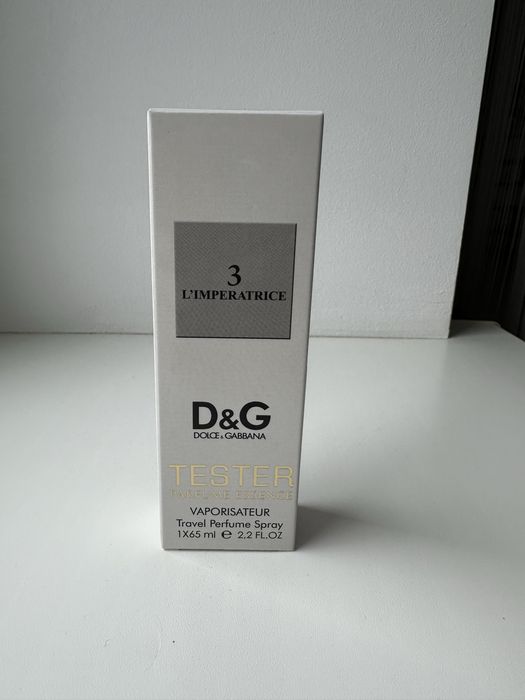 3
L'IMPERATRICE
D&G
DOLCE & GABBANA
TESTER
PARFUME ESSENCE
VAPORISATEUR
Travel Perfume Spray
1X65 ml e 2,2 FL.OZ